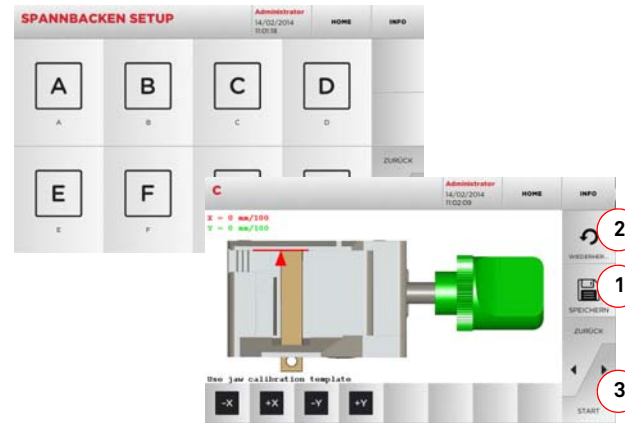 SPANNBACKEN SETUP
Administrator
14/02/2014
11:01:18
HOME
INFO
A
B
C
D
A
B
C
D
ZURÜCK
E
F
E
F
C
Administrator
14/02/2014
11:02:09
HOME
INFO
X = 0 mm/100
Y = 0 mm/100
2
WIEDERHER...
1
SPEICHERN
ZURÜCK
Use jaw calibration template
-X
+X
-Y
+Y
3
START